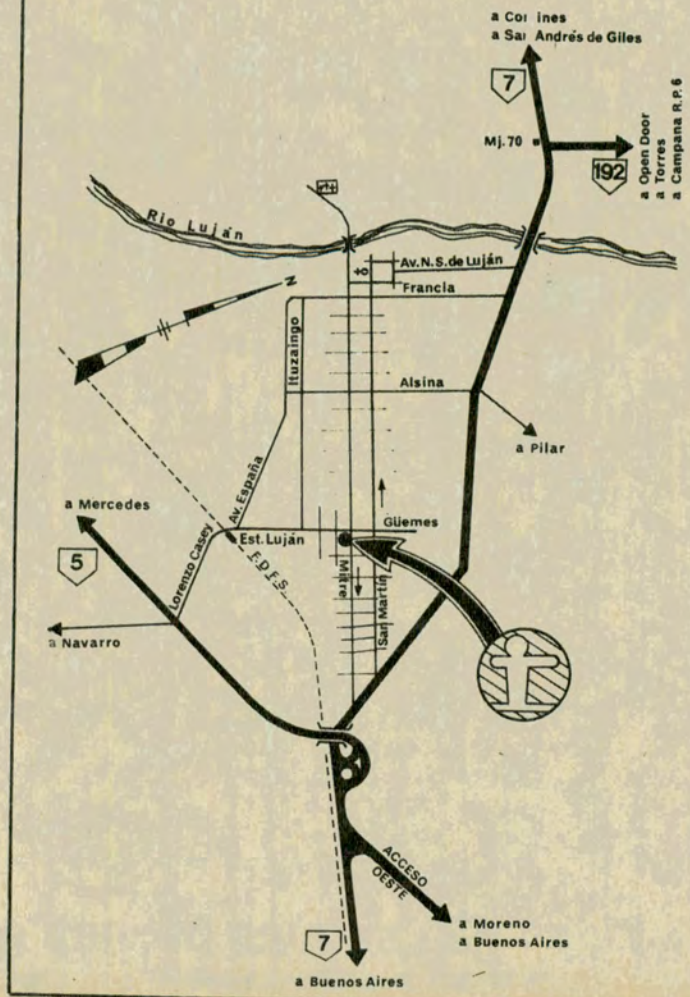 a Cor ines
a Sar Andrés de Giles
7
Mj. 70
192
a Open Door
a Torres
a Campana R.P. 6
Rio Luján
Av. N.S. de Luján
Francia
N
Ituzaingo
Alsina
a Pilar
Av. España
a Mercedes
Güemes
Est. Luján
5
Lorenzo Casey
F.D.F.S.
Mitre
San Martín
a Navarro
ACCESO
OESTE
a Moreno
a Buenos Aires
7
a Buenos Aires